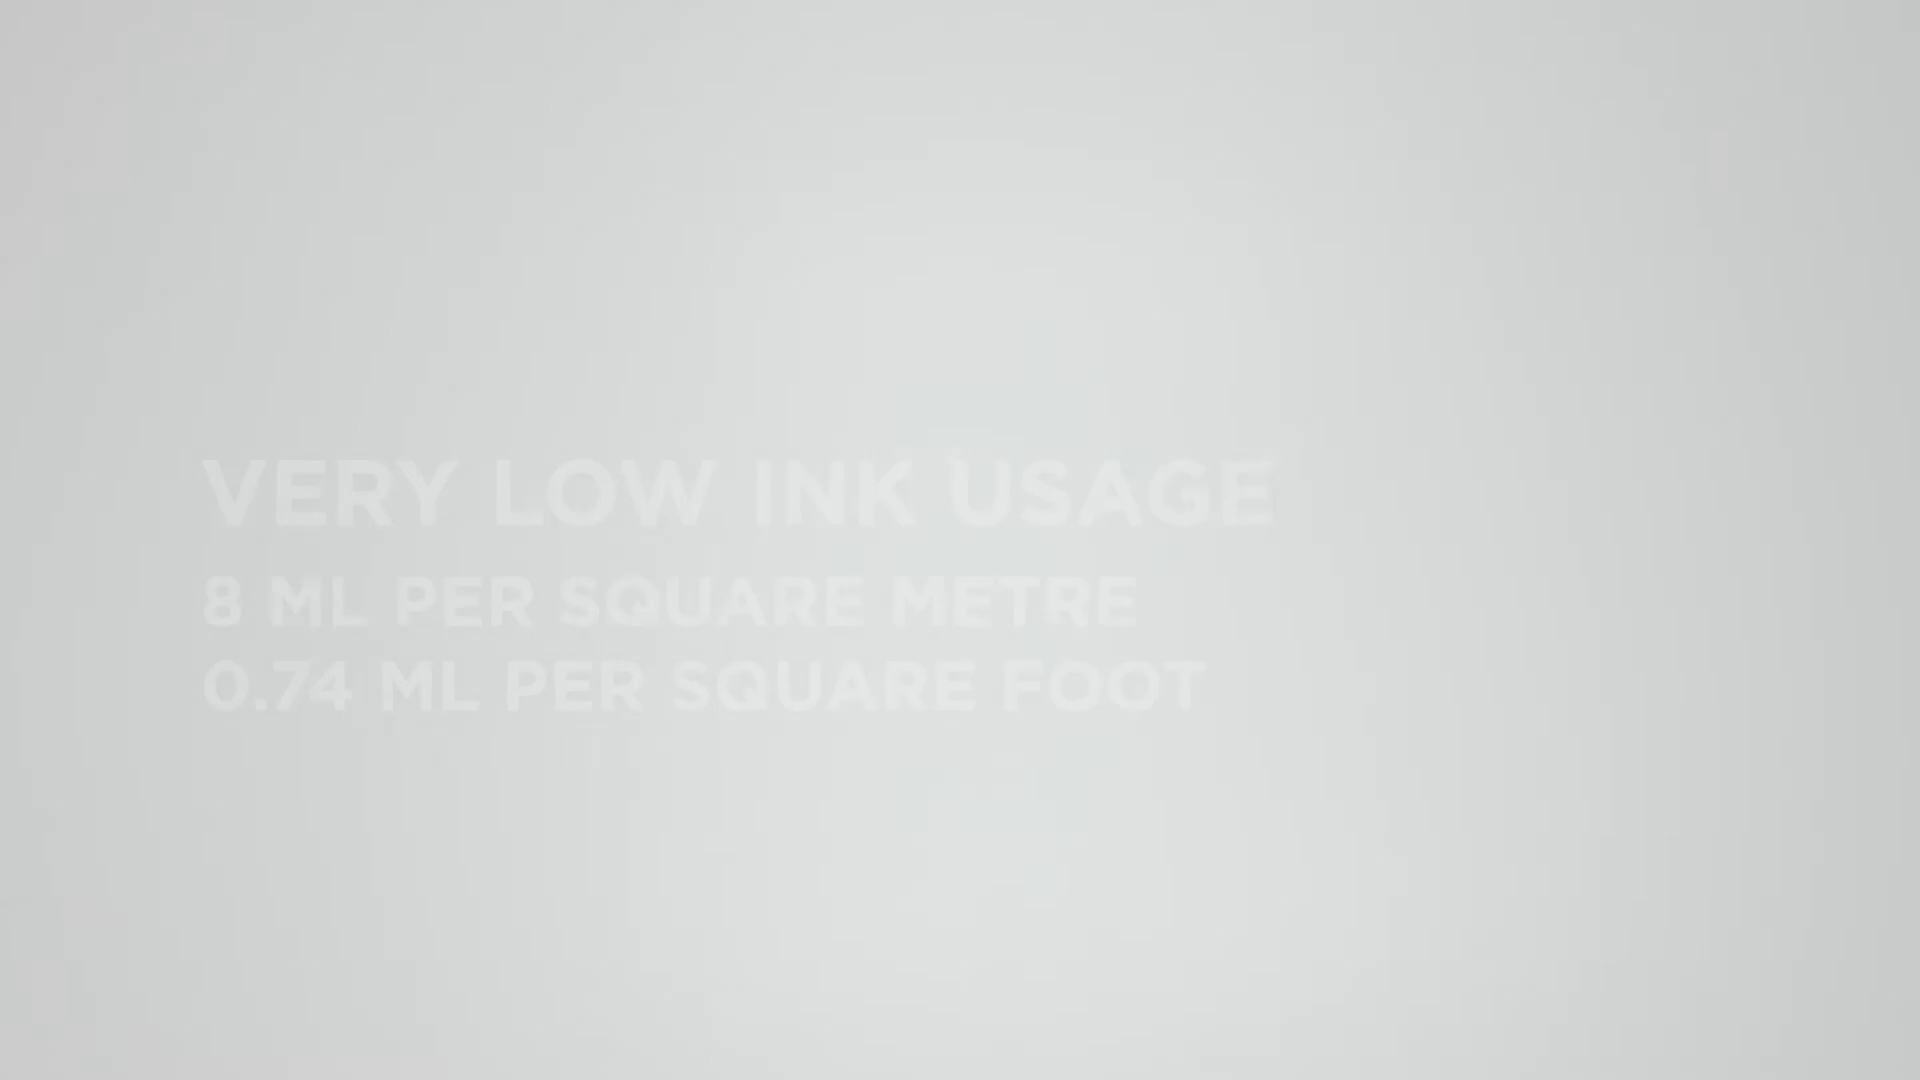 VERY LOW INK USAGE
8 ML PER SQUARE METRE
0.74 ML PER SQUARE FOOT